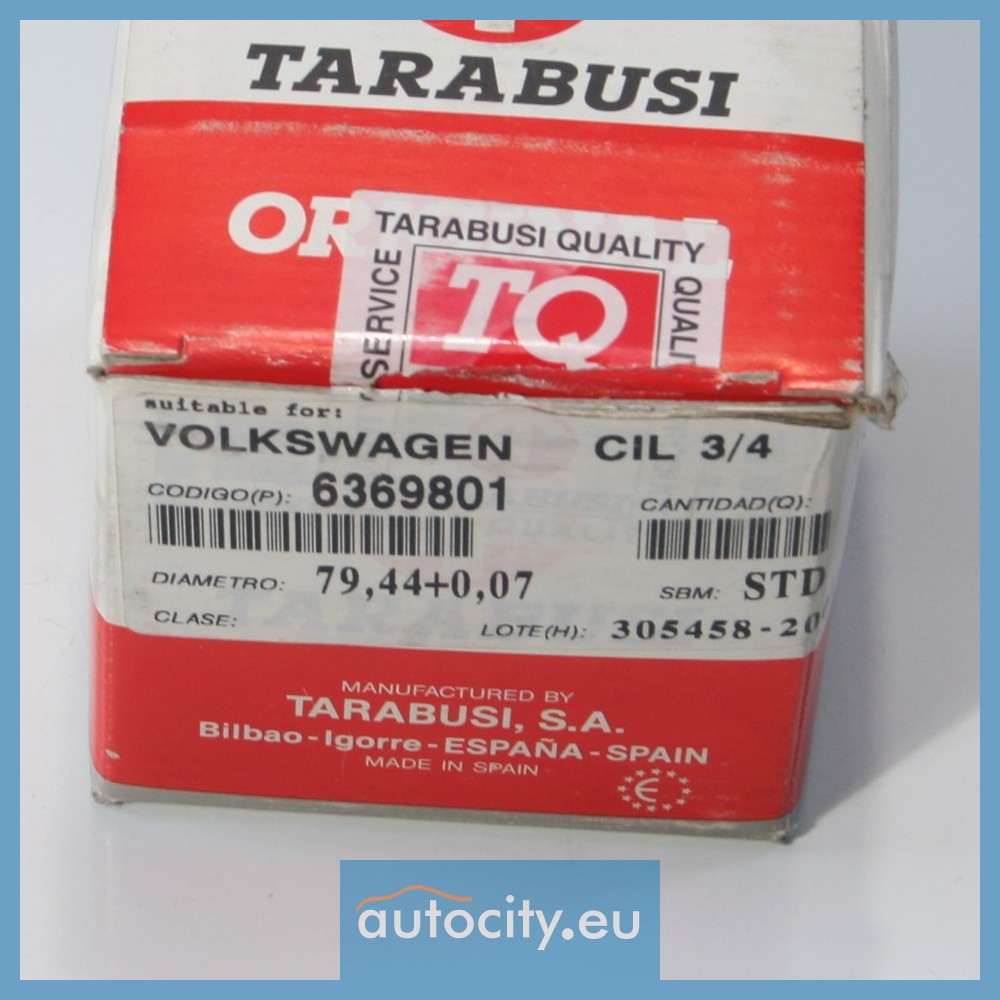 TARABUSI
TARABUSI QUALITY
SERVICE
TQ
suitable for:
VOLKSWAGEN CIL 3/4
CODIGO(P): 6369801 CANTIDAD(Q):
DIAMETRO: 79,44+0,07 SBM: STD
CLASE: LOTE(H): 305458-20
MANUFACTURED BY
TARABUSI, S.A.
Bilbao-Igorre-ESPAÑA-SPAIN
MADE IN SPAIN
autocity.eu